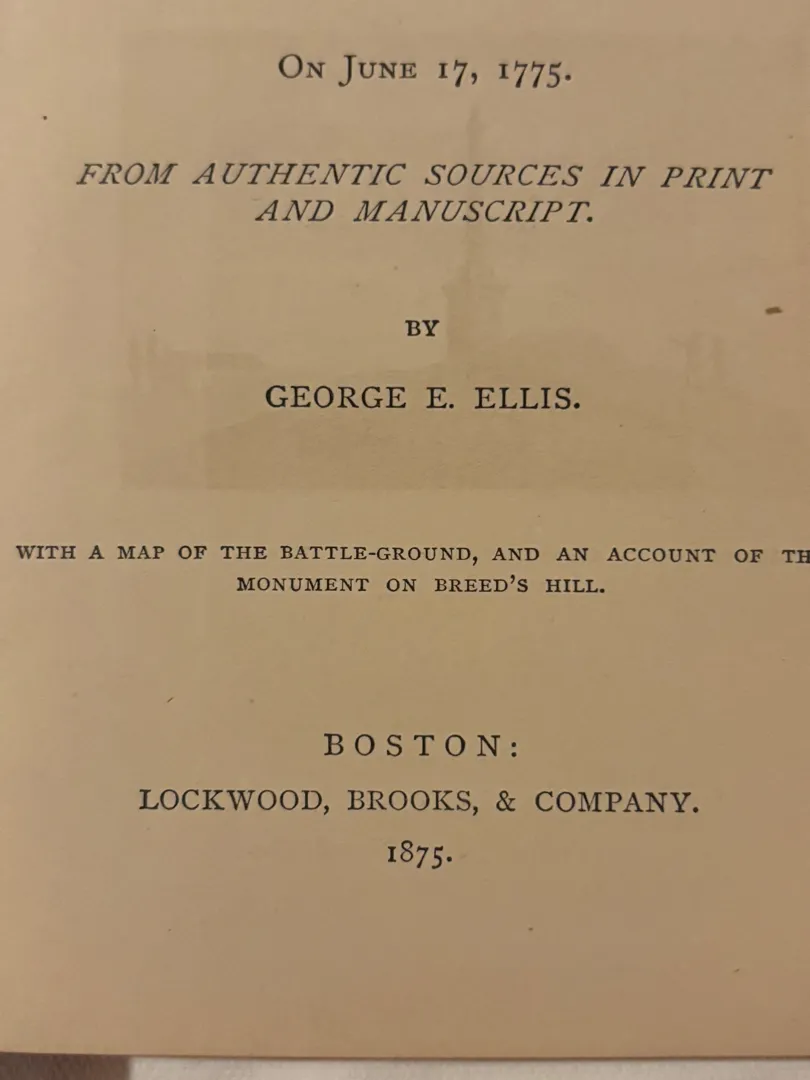 On June 17, 1775.
FROM AUTHENTIC SOURCES IN PRINT
AND MANUSCRIPT.
BY
GEORGE E. ELLIS.
WITH A MAP OF THE BATTLE-GROUND, AND AN ACCOUNT OF TH
MONUMENT ON BREED'S HILL.
BOSTON:
LOCKWOOD, BROOKS, & COMPANY.
1875.